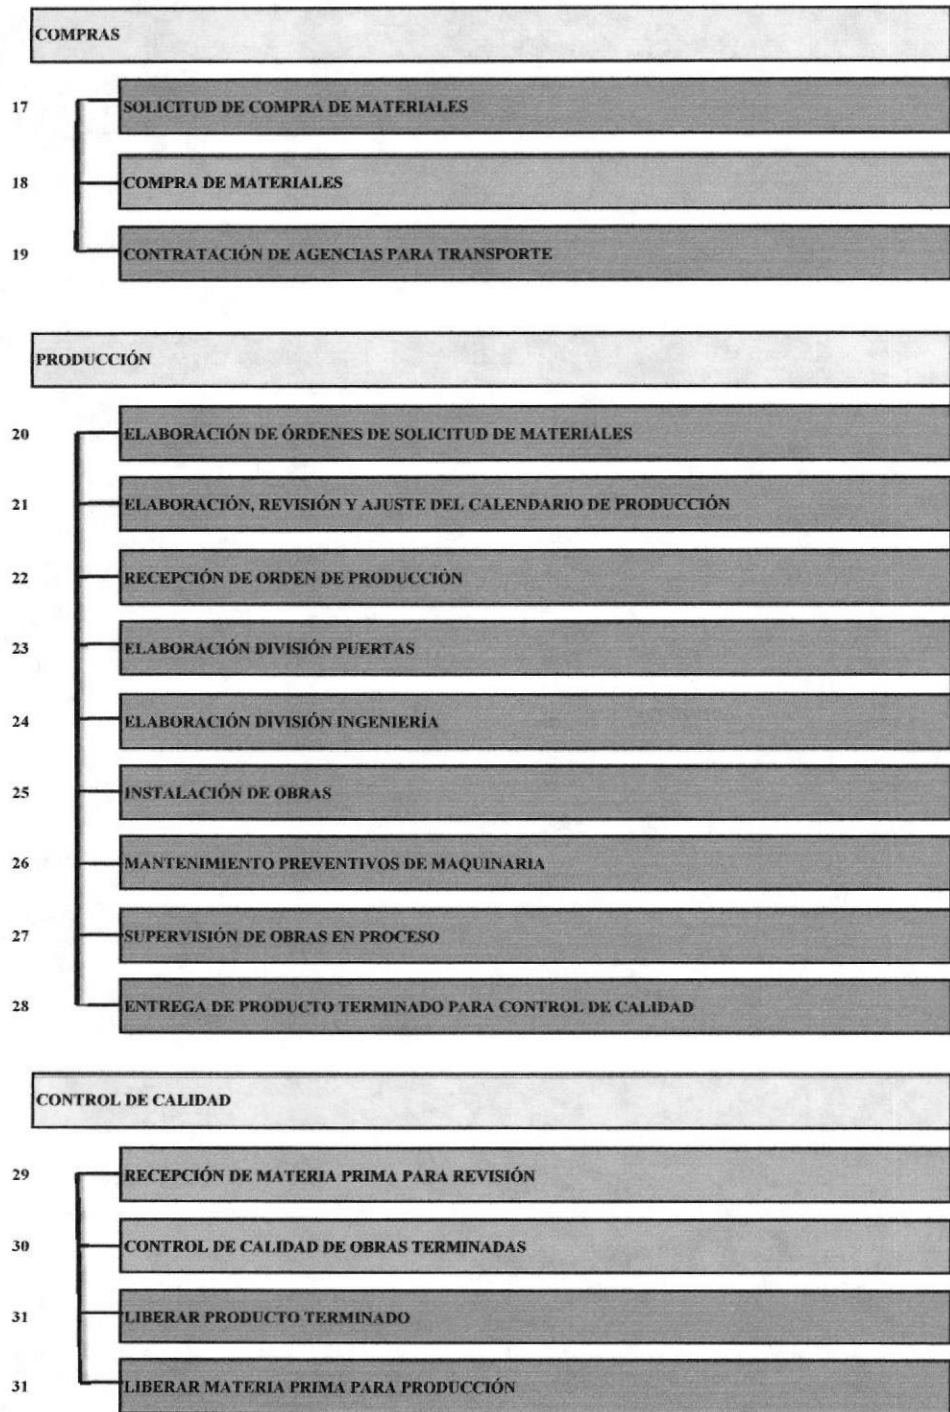 COMPRAS
17 SOLICITUD DE COMPRA DE MATERIALES
18 COMPRA DE MATERIALES
19 CONTRATACIÓN DE AGENCIAS PARA TRANSPORTE
PRODUCCIÓN
20 ELABORACIÓN DE ÓRDENES DE SOLICITUD DE MATERIALES
21 ELABORACIÓN, REVISIÓN Y AJUSTE DEL CALENDARIO DE PRODUCCIÓN
22 RECEPCIÓN DE ORDEN DE PRODUCCIÓN
23 ELABORACIÓN DIVISIÓN PUERTAS
24 ELABORACIÓN DIVISIÓN INGENIERÍA
25 INSTALACIÓN DE OBRAS
26 MANTENIMIENTO PREVENTIVOS DE MAQUINARIA
27 SUPERVISIÓN DE OBRAS EN PROCESO
28 ENTREGA DE PRODUCTO TERMINADO PARA CONTROL DE CALIDAD
CONTROL DE CALIDAD
29 RECEPCIÓN DE MATERIA PRIMA PARA REVISIÓN
30 CONTROL DE CALIDAD DE OBRAS TERMINADAS
31 LIBERAR PRODUCTO TERMINADO
31 LIBERAR MATERIA PRIMA PARA PRODUCCIÓN